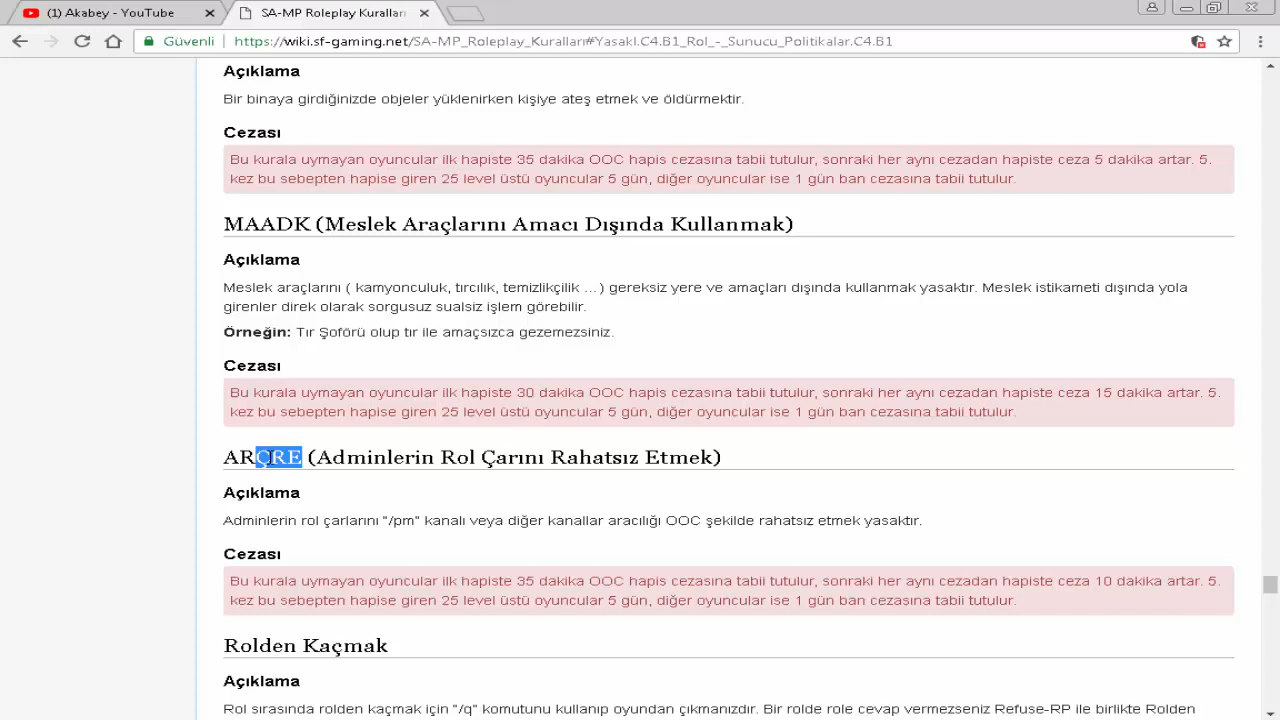 (1) Akabey - YouTube
SA-MP Roleplay Kuralları
Güvenli
https://wiki.sf-gaming.net/SA-MP_Roleplay_Kuralları#Yasakl.C4.B1_Rol_-_Sunucu_Politikalar.C4.B1
Açıklama
Bir binaya girdiğinizde objeler yüklenirken kişiye ateş etmek ve öldürmektir.
Cezası
Bu kurala uymayan oyuncular ilk hapiste 35 dakika OOC hapis cezasına tabii tutulur, sonraki her aynı cezadan hapiste ceza 5 dakika artar. 5.
kez bu sebepten hapise giren 25 level üstü oyuncular 5 gün, diğer oyuncular ise 1 gün ban cezasına tabii tutulur.
MAADK (Meslek Araçlarını Amacı Dışında Kullanmak)
Açıklama
Meslek araçlarını ( kamyonculuk, tırcılık, temizlikçilik ...) gereksiz yere ve amaçları dışında kullanmak yasaktır. Meslek istikameti dışında yola
girenler direk olarak sorgusuz sualsiz işlem görebilir.
Örneğin: Tır Şoförü olup tır ile amaçsızca gezemezsiniz.
Cezası
Bu kurala uymayan oyuncular ilk hapiste 30 dakika OOC hapis cezasına tabii tutulur, sonraki her aynı cezadan hapiste ceza 15 dakika artar. 5.
kez bu sebepten hapise giren 25 level üstü oyuncular 5 gün, diğer oyuncular ise 1 gün ban cezasına tabii tutulur.
ARÇRE (Adminlerin Rol Çarını Rahatsız Etmek)
Açıklama
Adminlerin rol çarlarını "/pm" kanalı veya diğer kanallar aracılığı OOC şekilde rahatsız etmek yasaktır.
Cezası
Bu kurala uymayan oyuncular ilk hapiste 35 dakika OOC hapis cezasına tabii tutulur, sonraki her aynı cezadan hapiste ceza 10 dakika artar. 5.
kez bu sebepten hapise giren 25 level üstü oyuncular 5 gün, diğer oyuncular ise 1 gün ban cezasına tabii tutulur.
Rolden Kaçmak
Açıklama
Rol sırasında rolden kaçmak için "/q" komutunu kullanıp oyundan çıkmanızdır. Bir rolde role cevap vermezseniz Refuse-RP ile birlikte Rolden